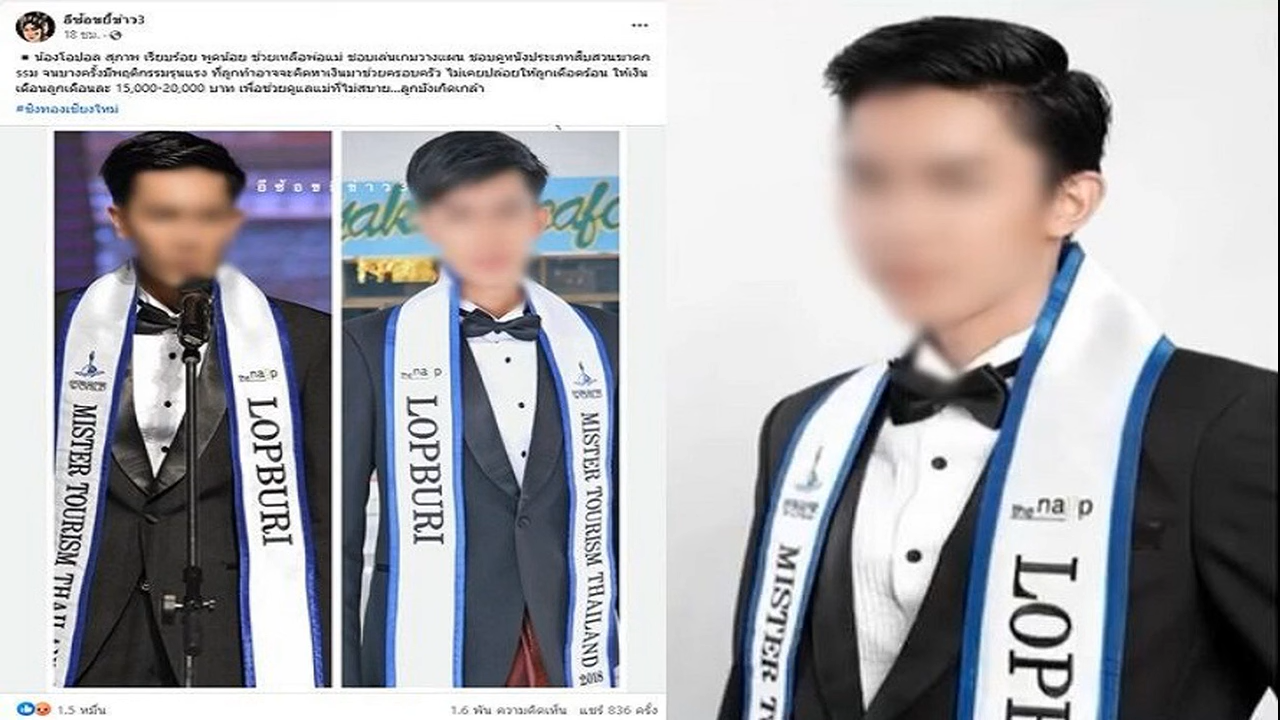 อีซ้อขยี้ข่าว3
18 ชม. ·
▪️ น้องโอปอล สุภาพ เรียบร้อย พูดน้อย ช่วยเหลือพ่อแม่ ชอบเล่นเกมวางแผน ชอบดูหนังประเภทสืบสวนฆาตก
รรม จนบางครั้งมีพฤติกรรมรุนแรง ที่ลูกทำอาจจะคิดหาเงินมาช่วยครอบครัว ไม่เคยปล่อยให้ลูกเดือดร้อน ให้เงิน
เดือนลูกเดือนละ 15,000-20,000 บาท เพื่อช่วยดูแลแม่ที่ไม่สบาย...ลูกบังเกิดเกล้า
#ชิงทองเชียงใหม่
อีซ้อขยี้ข่าว3
MISTER TOURISM THAILAN
the nap
LOPBURI
the nap
LOPBURI
MISTER TOURISM THAILAND 2018
MISTER T
the nap
LOPB
1.5 หมื่น
1.6 พัน ความคิดเห็น แชร์ 836 ครั้ง